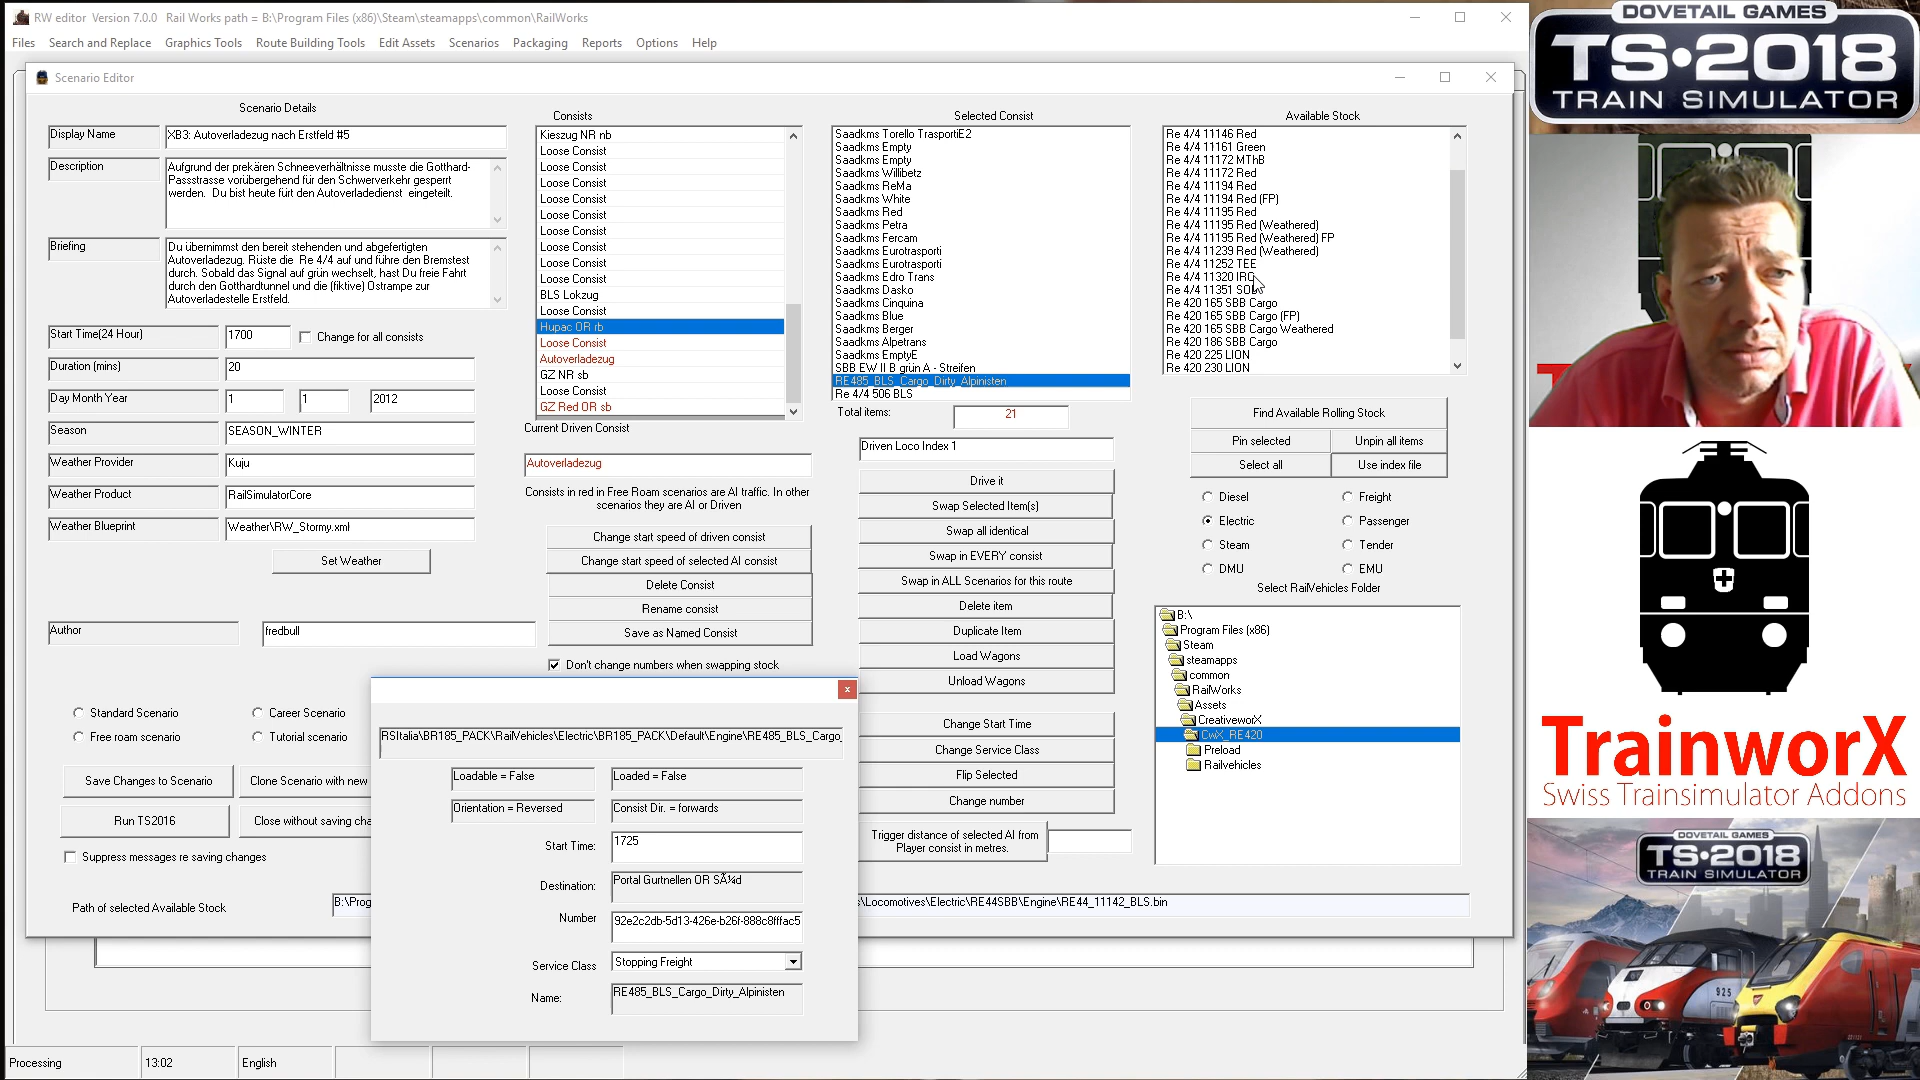 RW editor Version 7.0.0 Rail Works path = B:\Program Files (x86)\Steam\steamapps\common\RailWorks
Files Search and Replace Graphics Tools Route Building Tools Edit Assets Scenarios Packaging Reports Options Help
Scenario Editor
Scenario Details
Display Name
XB3: Autoverladezug nach Erstfeld #5
Description
Aufgrund der prekären Schneeverhältnisse musste die Gotthard-
Passstrasse vorübergehend für den Schwerverkehr gesperrt
werden. Du bist heute fürt den Autoverladedienst eingeteilt.
Briefing
Du übernimmst den bereit stehenden und abgefertigten
Autoverladezug. Rüste die Re 4/4 auf und führe den Bremstest
durch. Sobald das Signal auf grün wechselt, hast Du freie Fahrt
durch den Gotthardtunnel und die (fiktive) Ostrampe zur
Autoverladestelle Erstfeld.
Start Time(24 Hour)
1700
Change for all consists
Duration (mins)
20
Day Month Year
1
1
2012
Season
SEASON_WINTER
Weather Provider
Kuju
Weather Product
RailSimulatorCore
Weather Blueprint
Weather\RW_Stormy.xml
Set Weather
Author
fredbull
Standard Scenario
Career Scenario
Free roam scenario
Tutorial scenario
Save Changes to Scenario
Clone Scenario with new
Run TS2016
Close without saving cha
Suppress messages re saving changes
Path of selected Available Stock
B:\Prog
s\Locomotives\Electric\RE44SBB\Engine\RE44_11142_BLS.bin
Consists
Kieszug NR nb
Loose Consist
Loose Consist
Loose Consist
Loose Consist
Loose Consist
Loose Consist
Loose Consist
Loose Consist
Loose Consist
BLS Lokzug
Loose Consist
Hupac OR rb
Loose Consist
Autoverladezug
GZ NR sb
Loose Consist
GZ Red OR sb
Current Driven Consist
Autoverladezug
Consists in red in Free Roam scenarios are AI traffic. In other
scenarios they are AI or Driven
Change start speed of driven consist
Change start speed of selected AI consist
Delete Consist
Rename consist
Save as Named Consist
Don't change numbers when swapping stock
Selected Consist
Saadkms Torello TrasportiE2
Saadkms Empty
Saadkms Empty
Saadkms Willibetz
Saadkms ReMa
Saadkms White
Saadkms Red
Saadkms Petra
Saadkms Fercam
Saadkms Eurotrasporti
Saadkms Eurotrasporti
Saadkms Edro Trans
Saadkms Dasko
Saadkms Cinquina
Saadkms Blue
Saadkms Berger
Saadkms Alpetrans
Saadkms EmptyE
SBB EW II B grün A - Streifen
RE485_BLS_Cargo_Dirty_Alpinisten
Re 4/4 506 BLS
Total items:
21
Driven Loco Index 1
Drive it
Swap Selected Item(s)
Swap all identical
Swap in EVERY consist
Swap in ALL Scenarios for this route
Delete item
Duplicate Item
Load Wagons
Unload Wagons
Change Start Time
Change Service Class
Flip Selected
Change number
Trigger distance of selected AI from
Player consist in metres.
Available Stock
Re 4/4 11146 Red
Re 4/4 11161 Green
Re 4/4 11172 MThB
Re 4/4 11172 Red
Re 4/4 11194 Red
Re 4/4 11194 Red (FP)
Re 4/4 11195 Red
Re 4/4 11195 Red (Weathered)
Re 4/4 11195 Red (Weathered) FP
Re 4/4 11239 Red (Weathered)
Re 4/4 11252 TEE
Re 4/4 11320 IRC
Re 4/4 11351 SOB
Re 420 165 SBB Cargo
Re 420 165 SBB Cargo (FP)
Re 420 165 SBB Cargo Weathered
Re 420 186 SBB Cargo
Re 420 225 LION
Re 420 230 LION
Find Available Rolling Stock
Pin selected
Unpin all items
Select all
Use index file
Diesel
Freight
Electric
Passenger
Steam
Tender
DMU
EMU
Select RailVehicles Folder
B:\
Program Files (x86)
Steam
steamapps
common
RailWorks
Assets
CreativeworX
CwX_RE420
Preload
Railvehicles
RSItalia\BR185_PACK\RailVehicles\Electric\BR185_PACK\Default\Engine\RE485_BLS_Cargo_
Loadable = False
Loaded = False
Orientation = Reversed
Consist Dir. = forwards
Start Time:
1725
Destination:
Portal Gurtnellen OR SÃ¼d
Number
92e2c2db-5d13-426e-b26f-888c8fffac5
Service Class
Stopping Freight
Name:
RE485_BLS_Cargo_Dirty_Alpinisten
Processing
13:02
English
DOVETAIL GAMES
TS·2018
TRAIN SIMULATOR
TrainworX
Swiss Trainsimulator Addons
DOVETAIL GAMES
TS·2018
TRAIN SIMULATOR
925